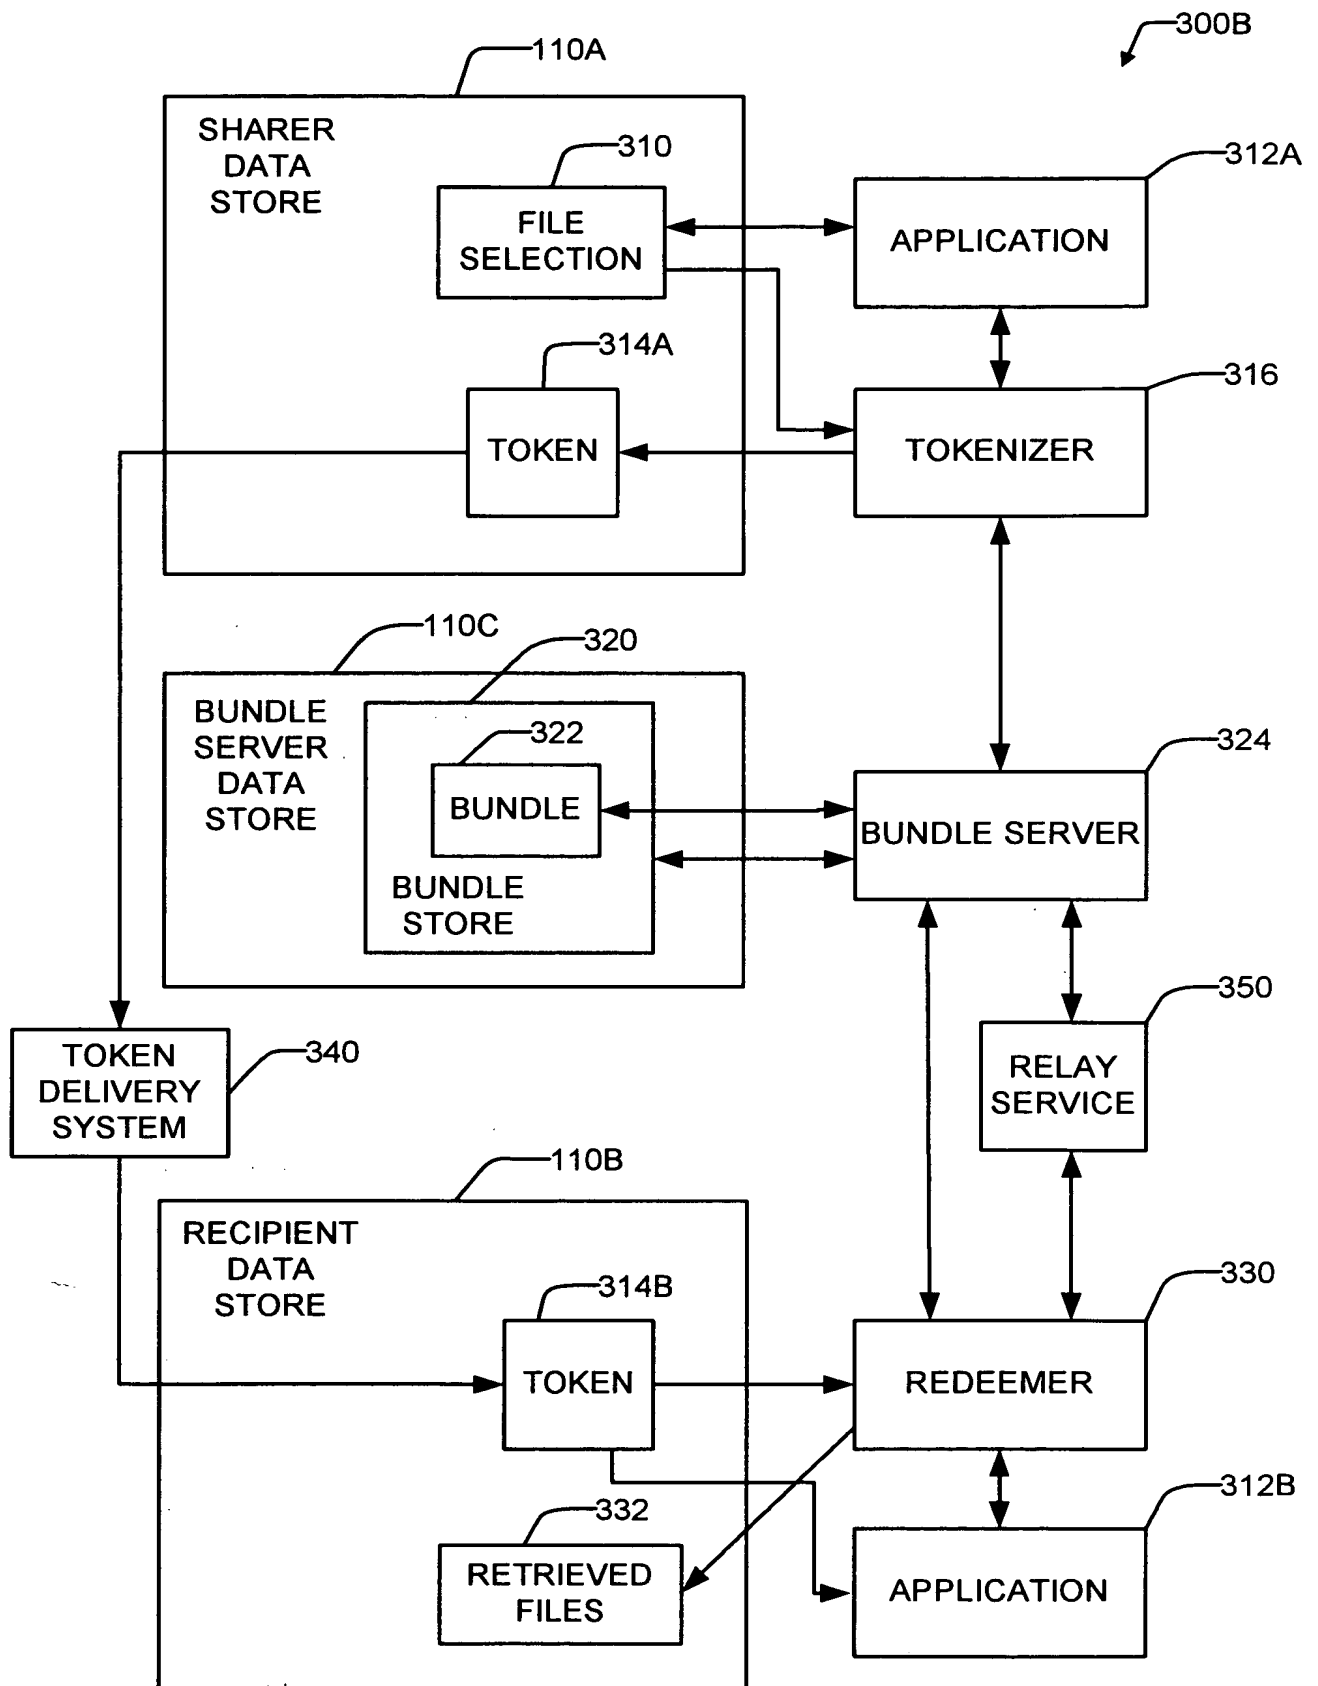 300B
110A
SHARER
DATA
STORE
310
FILE
SELECTION
312A
APPLICATION
314A
TOKEN
316
TOKENIZER
110C
BUNDLE
SERVER
DATA
STORE
320
322
BUNDLE
BUNDLE
STORE
324
BUNDLE SERVER
350
RELAY
SERVICE
TOKEN
DELIVERY
SYSTEM
340
110B
RECIPIENT
DATA
STORE
314B
TOKEN
330
REDEEMER
332
RETRIEVED
FILES
312B
APPLICATION